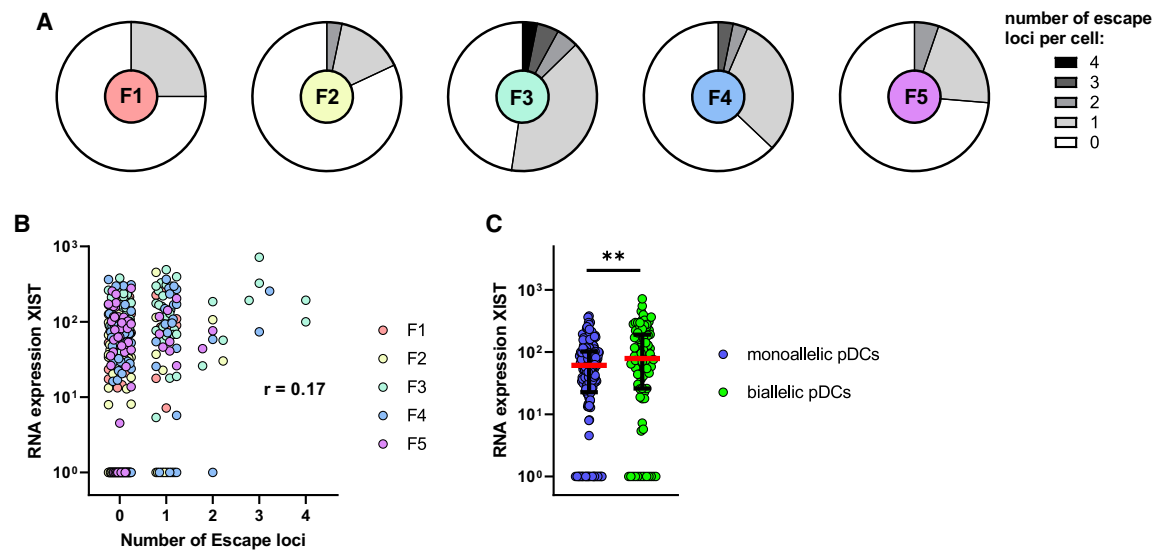 A
F1
F2
F3
F4
F5
number of escape
loci per cell:
4
3
2
1
0
B
RNA expression XIST
10³
10²
10¹
10⁰
0 1 2 3 4
Number of Escape loci
r = 0.17
F1
F2
F3
F4
F5
C
RNA expression XIST
10³
10²
10¹
10⁰
**
monoallelic pDCs
biallelic pDCs